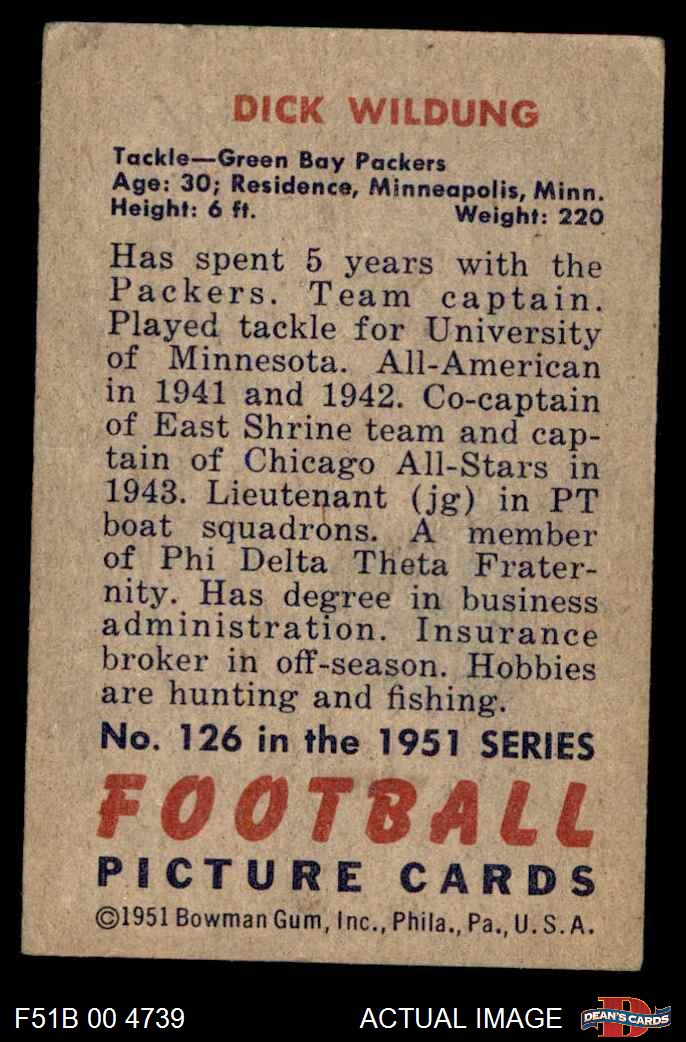 DICK WILDUNG
Tackle—Green Bay Packers
Age: 30; Residence, Minneapolis, Minn.
Height: 6 ft. Weight: 220
Has spent 5 years with the
Packers. Team captain.
Played tackle for University
of Minnesota. All-American
in 1941 and 1942. Co-captain
of East Shrine team and cap-
tain of Chicago All-Stars in
1943. Lieutenant (jg) in PT
boat squadrons. A member
of Phi Delta Theta Frater-
nity. Has degree in business
administration. Insurance
broker in off-season. Hobbies
are hunting and fishing.
No. 126 in the 1951 SERIES
FOOTBALL
PICTURE CARDS
©1951 Bowman Gum, Inc., Phila., Pa., U.S.A.
F51B 00 4739 ACTUAL IMAGE DEAN'S CARDS